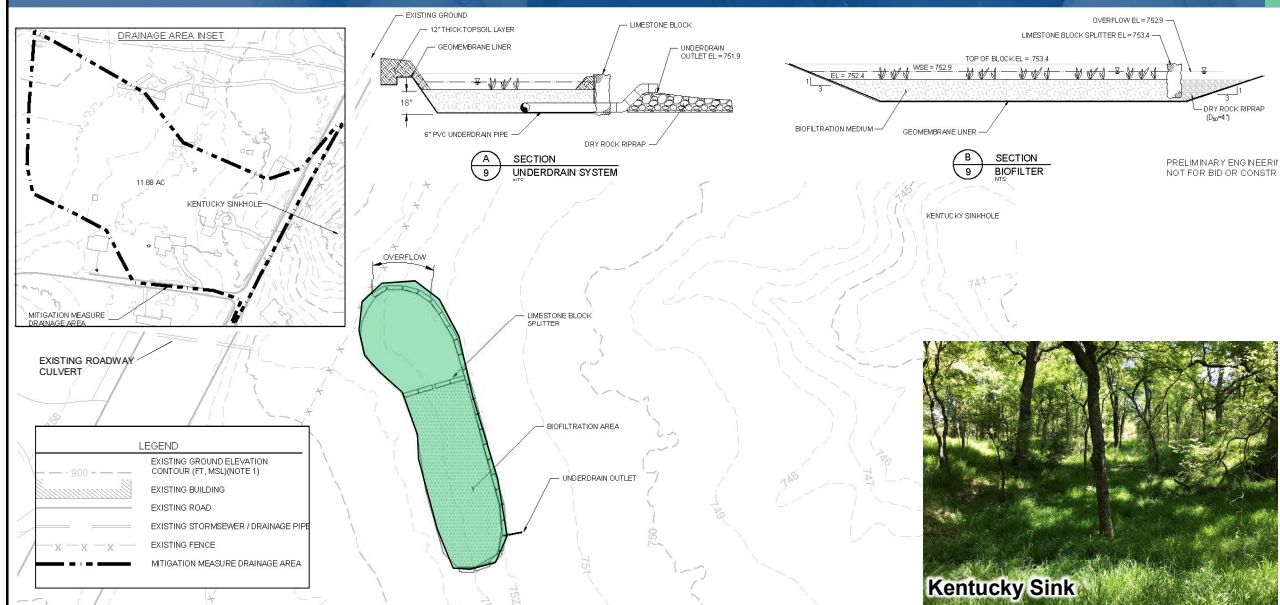 DRAINAGE AREA INSET
11.88 AC
KENTUCKY SINKHOLE
MITIGATION MEASURE
DRAINAGE AREA
EXISTING GROUND
12" THICK TOPSOIL LAYER
GEOMEMBRANE LINER
LIMESTONE BLOCK
UNDERDRAIN
OUTLET EL = 751.9
18"
6" PVC UNDERDRAIN PIPE
DRY ROCK RIPRAP
A
9
SECTION
UNDERDRAIN SYSTEM
NTS
OVERFLOW EL = 752.9
LIMESTONE BLOCK SPLITTER EL = 753.4
TOP OF BLOCK EL = 753.4
WSE = 752.9
EL = 752.4
1
3
3
1
BIOFILTRATION MEDIUM
GEOMEMBRANE LINER
DRY ROCK RIPRAP
(D50=4")
B
9
SECTION
BIOFILTER
NTS
PRELIMINARY ENGINEERIN
NOT FOR BID OR CONSTR
745
KENTUCKY SINKHOLE
741
OVERFLOW
LIMESTONE BLOCK
SPLITTER
EXISTING ROADWAY
CULVERT
758
BIOFILTRATION AREA
UNDERDRAIN OUTLET
746
747
748
749
750
751
752
LEGEND
900
EXISTING GROUND ELEVATION
CONTOUR (FT, MSL)(NOTE 1)
EXISTING BUILDING
EXISTING ROAD
EXISTING STORMSEWER / DRAINAGE PIPE
X X X
EXISTING FENCE
MITIGATION MEASURE DRAINAGE AREA
Kentucky Sink